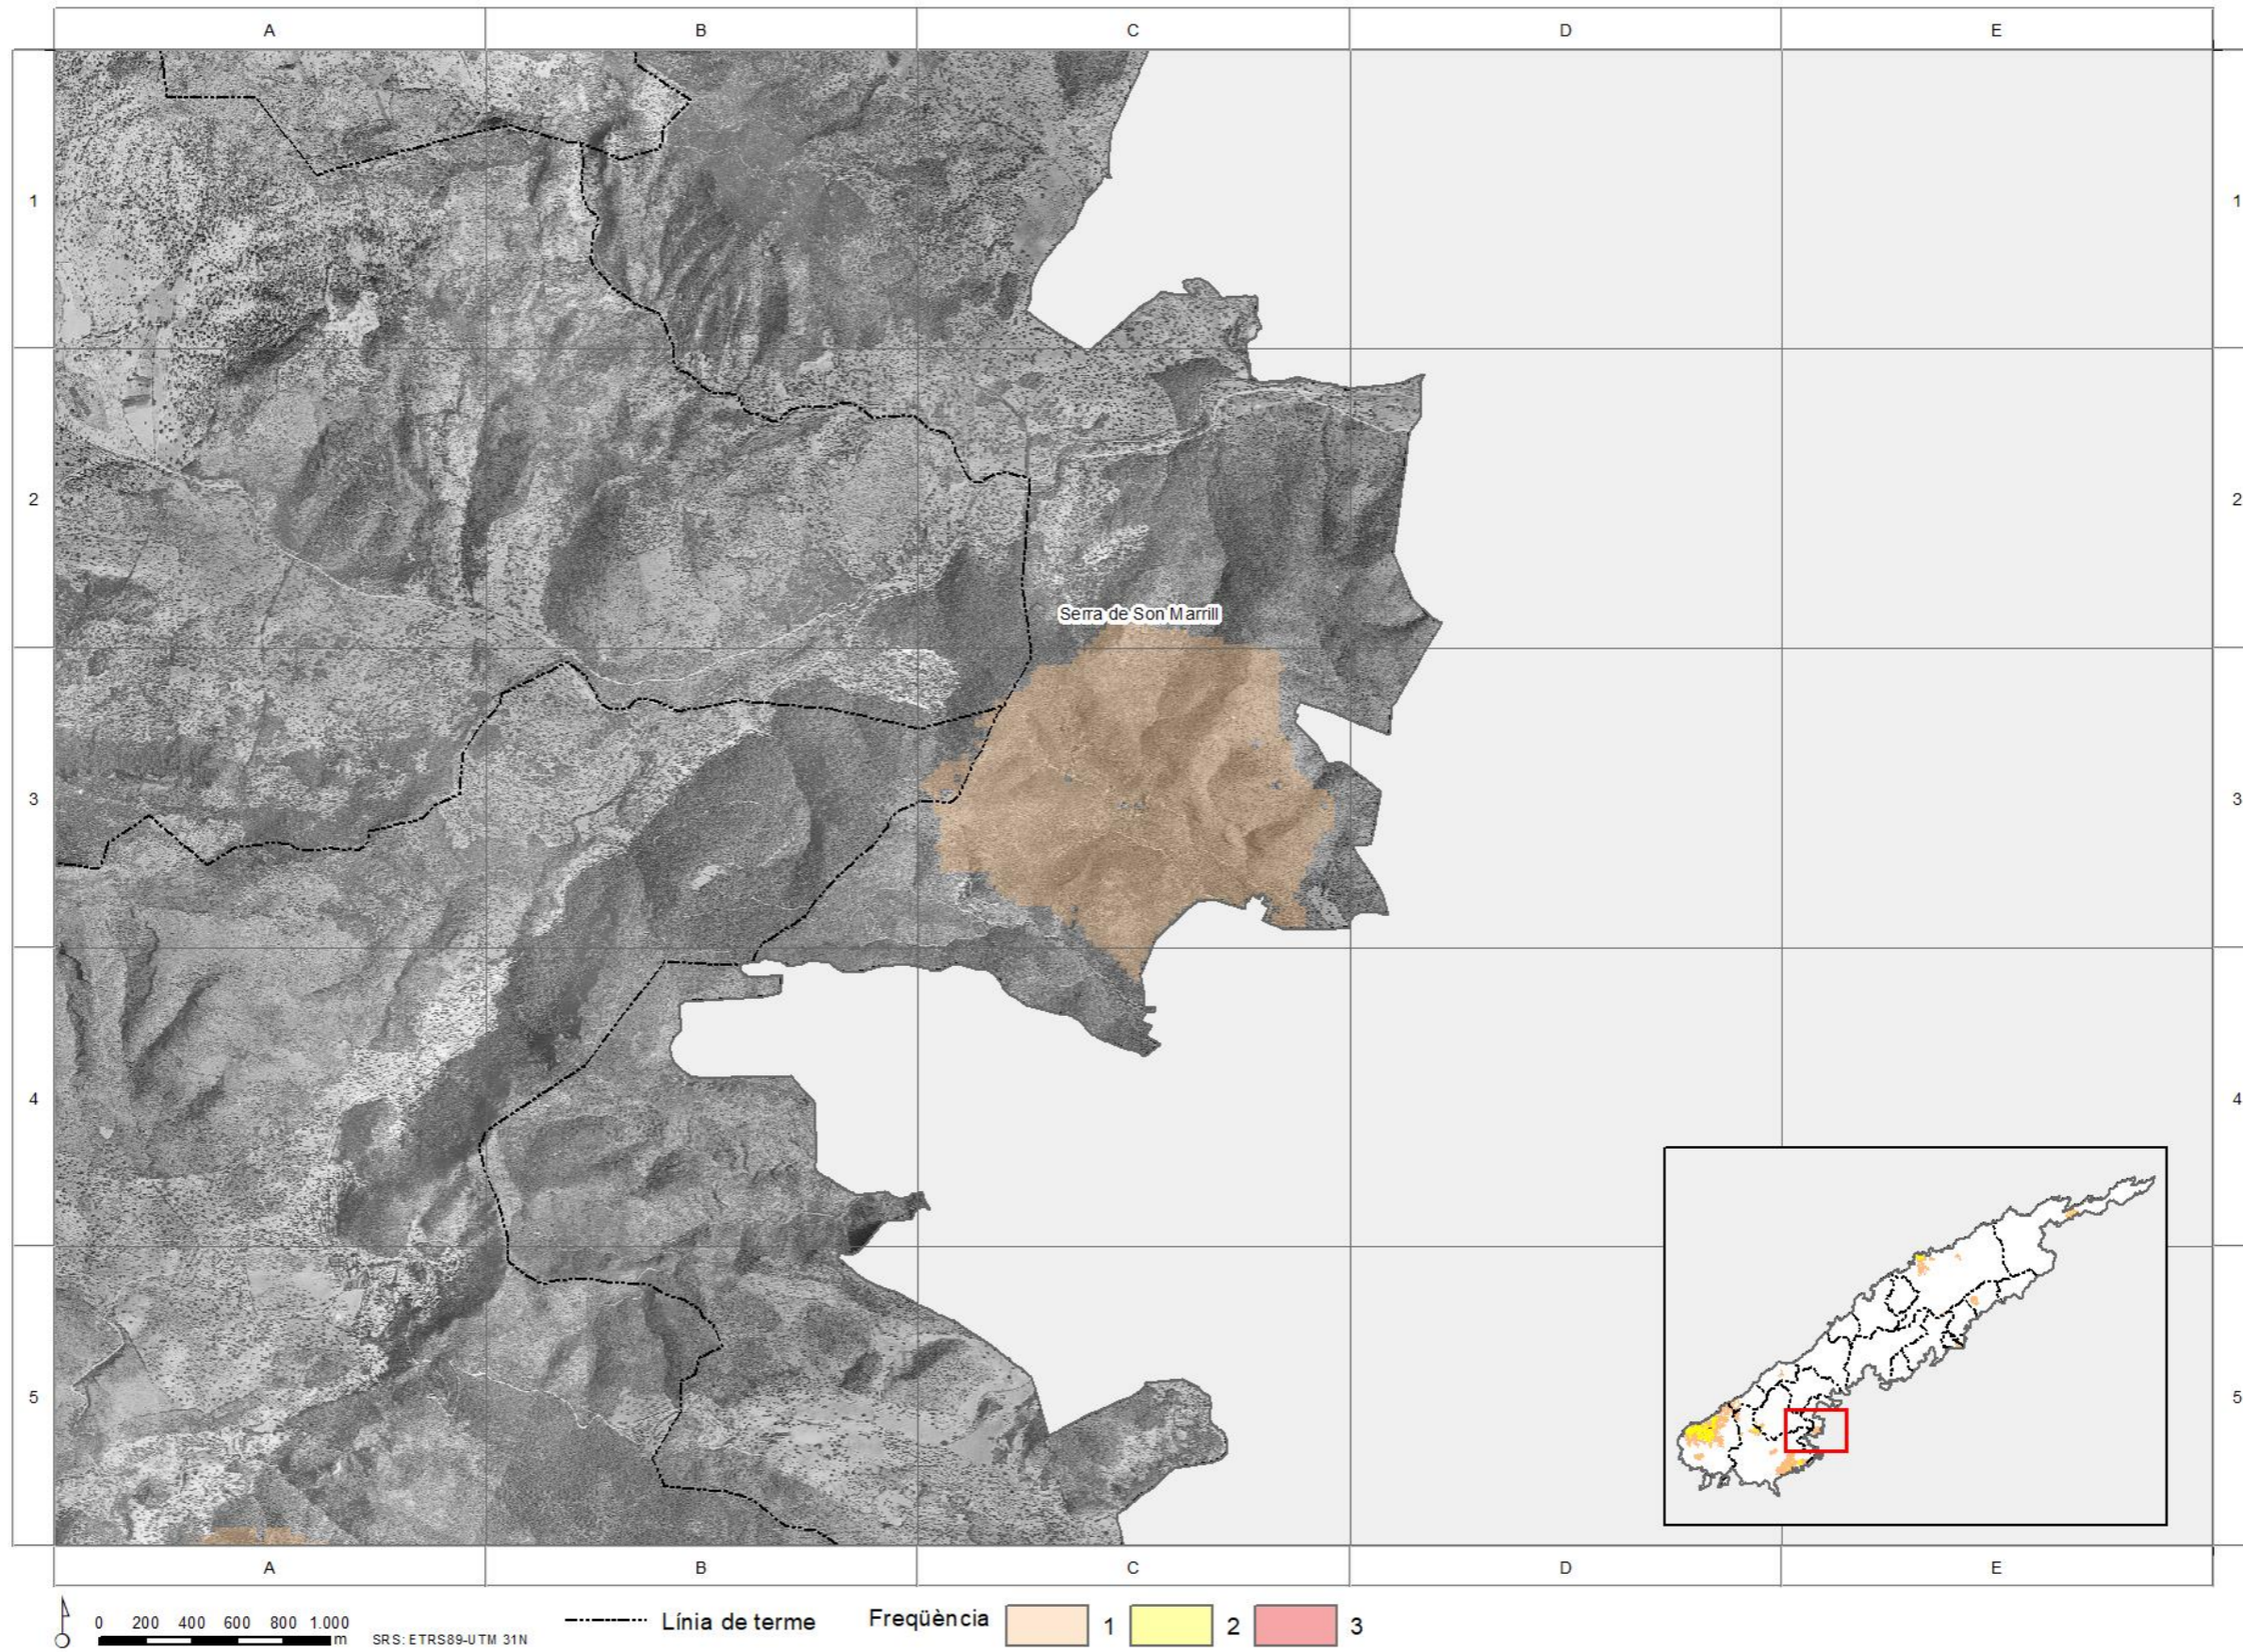 A B C D E
1 1
2 2
Serra de Son Marrill
3 3
4 4
5 5
A B C D E
0 200 400 600 800 1.000
m
SRS: ETRS89-UTM 31N
Línia de terme
Freqüència 1 2 3